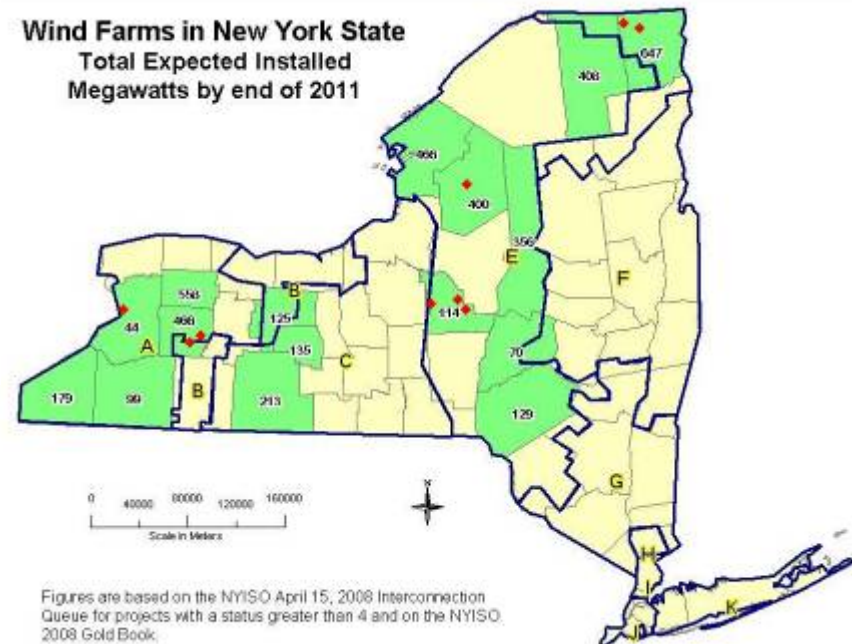 Wind Farms in New York State
Total Expected Installed
Megawatts by end of 2011
647
408
466
400
356
E
F
B
558
125
114
44
466
A
135
70
C
179
99
B
213
129
G
0 40000 80000 120000 160000
Scale in Meters
H
I
K
J
Figures are based on the NYISO April 15, 2008 Interconnection
Queue for projects with a status greater than 4 and on the NYISO
2008 Gold Book.